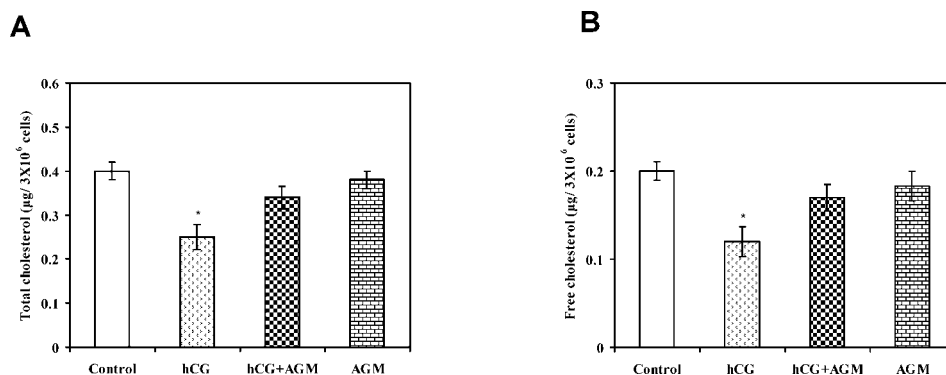 A
0.6
0.5
0.4
0.3
0.2
0.1
0
Total cholesterol (µg/ 3X10⁶ cells)
*
Control hCG hCG+AGM AGM
B
0.3
0.2
0.1
0
Free cholesterol (µg/ 3X10⁶ cells)
*
Control hCG hCG+AGM AGM